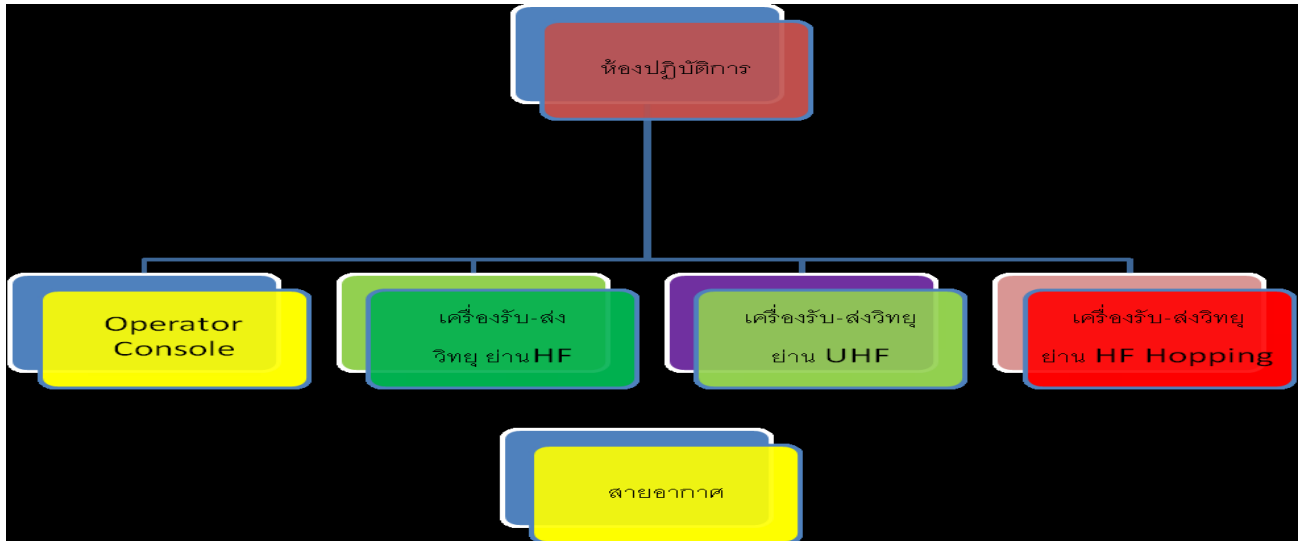 ห้องปฏิบัติการ
Operator
Console
เครื่องรับ-ส่ง
วิทยุ ย่านHF
เครื่องรับ-ส่งวิทยุ
ย่าน UHF
เครื่องรับ-ส่งวิทยุ
ย่าน HF Hopping
สายอากาศ